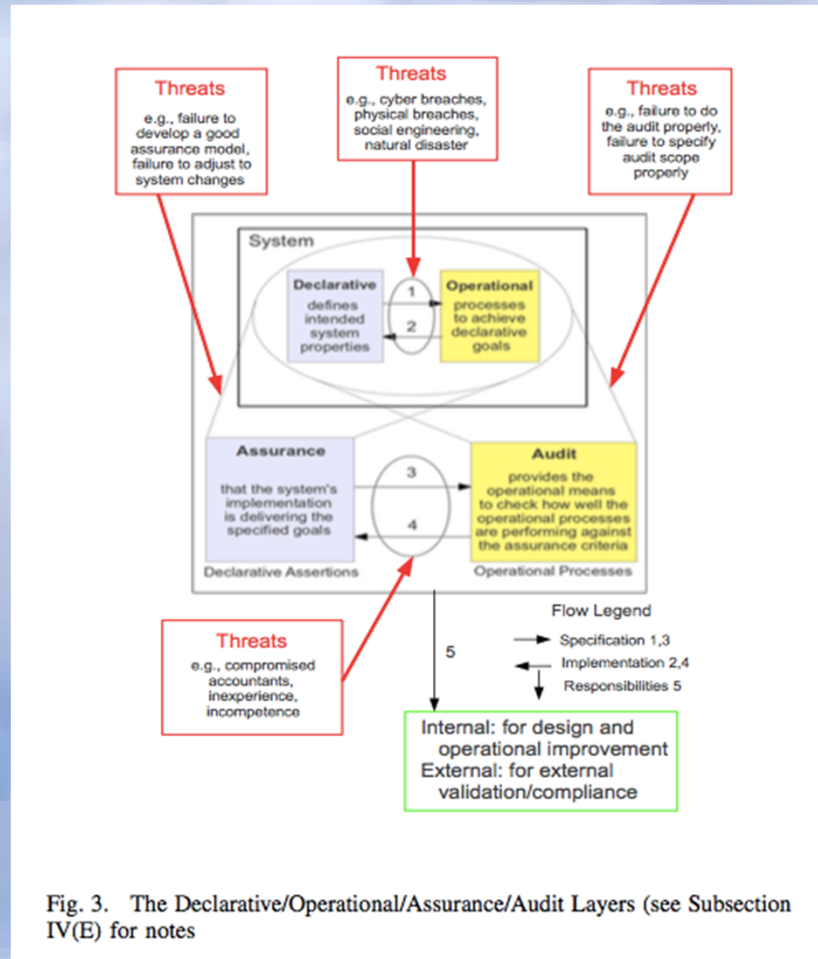 Threats
e.g., failure to
develop a good
assurance model,
failure to adjust to
system changes
Threats
e.g., cyber breaches,
physical breaches,
social engineering,
natural disaster
Threats
e.g., failure to do
the audit properly,
failure to specify
audit scope
properly
System
Declarative
defines
intended
system
properties
1
2
Operational
processes
to achieve
declarative
goals
Assurance
that the system's
implementation
is delivering the
specified goals
Declarative Assertions
3
4
Audit
provides the
operational means
to check how well the
operational processes
are performing against
the assurance criteria
Operational Processes
Threats
e.g., compromised
accountants,
inexperience,
incompetence
5
Flow Legend
Specification 1,3
Implementation 2,4
Responsibilities 5
Internal: for design and
operational improvement
External: for external
validation/compliance
Fig. 3. The Declarative/Operational/Assurance/Audit Layers (see Subsection
IV(E) for notes